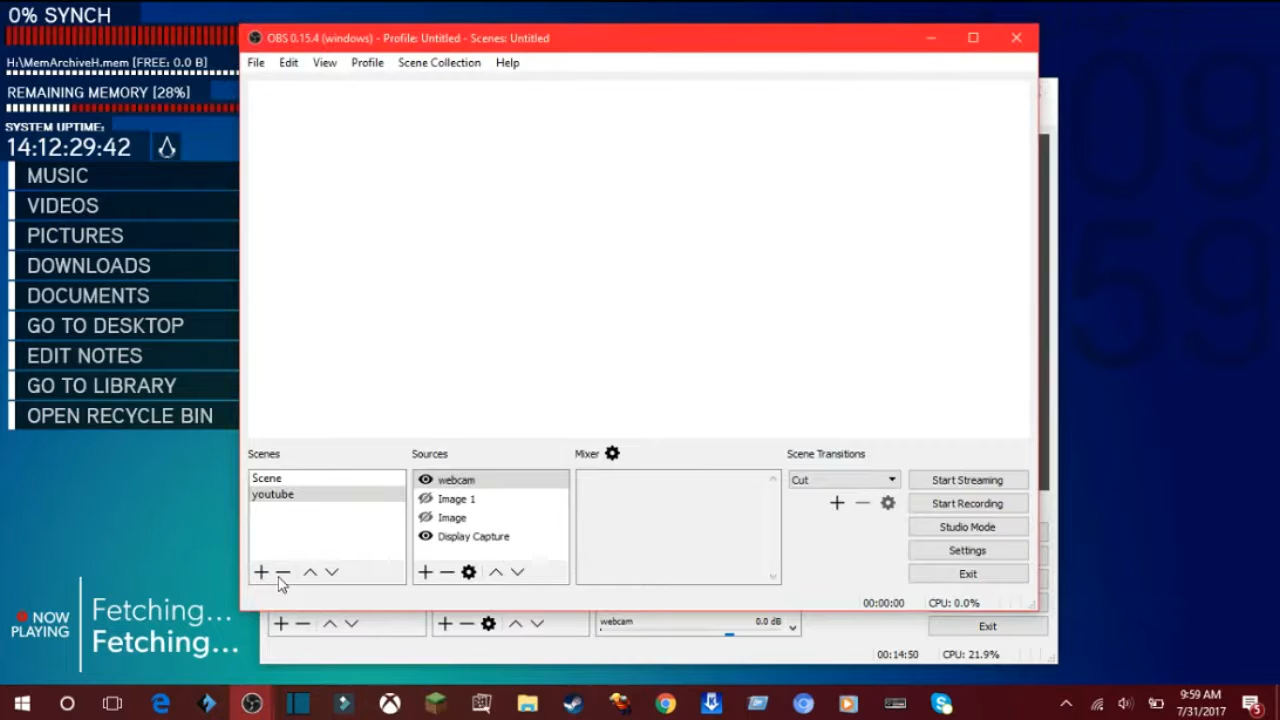 0% SYNCH
H:\MemArchiveH.mem [FREE: 0.0 B]
REMAINING MEMORY [28%]
SYSTEM UPTIME:
14:12:29:42
MUSIC
VIDEOS
PICTURES
DOWNLOADS
DOCUMENTS
GO TO DESKTOP
EDIT NOTES
GO TO LIBRARY
OPEN RECYCLE BIN
NOW PLAYING
Fetching...
Fetching...
OBS 0.15.4 (windows) - Profile: Untitled - Scenes: Untitled
File Edit View Profile Scene Collection Help
Scenes
Scene
youtube
Sources
webcam
Image 1
Image
Display Capture
Mixer
Scene Transitions
Cut
Start Streaming
Start Recording
Studio Mode
Settings
Exit
00:00:00 CPU: 0.0%
webcam 0.0 dB
Exit
00:14:50 CPU: 21.9%
09
59
9:59 AM
7/31/2017
5